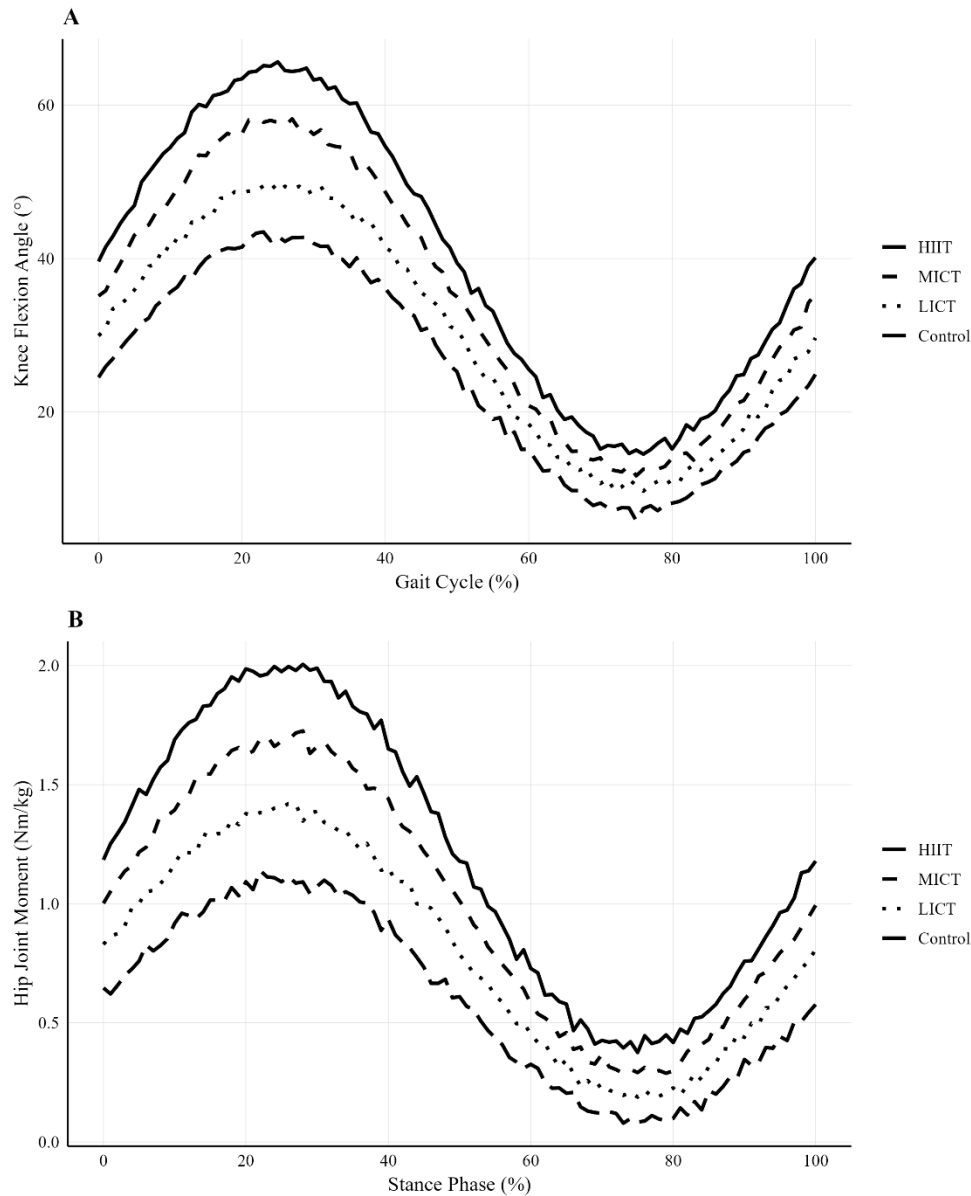 A
Knee Flexion Angle (°)
60
40
20
0 20 40 60 80 100
Gait Cycle (%)
HIIT
MICT
LICT
Control
B
Hip Joint Moment (Nm/kg)
2.0
1.5
1.0
0.5
0.0
0 20 40 60 80 100
Stance Phase (%)
HIIT
MICT
LICT
Control